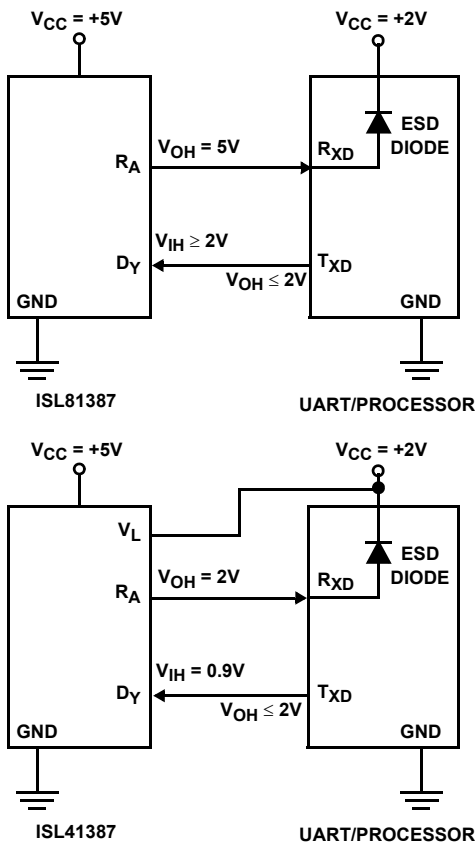 VCC = +5V
VCC = +2V
RA
VOH = 5V
RXD
ESD
DIODE
VIH ≥ 2V
DY
TXD
VOH ≤ 2V
GND
GND
ISL81387
UART/PROCESSOR
VCC = +5V
VCC = +2V
VL
RA
VOH = 2V
RXD
ESD
DIODE
VIH = 0.9V
DY
TXD
VOH ≤ 2V
GND
GND
ISL41387
UART/PROCESSOR